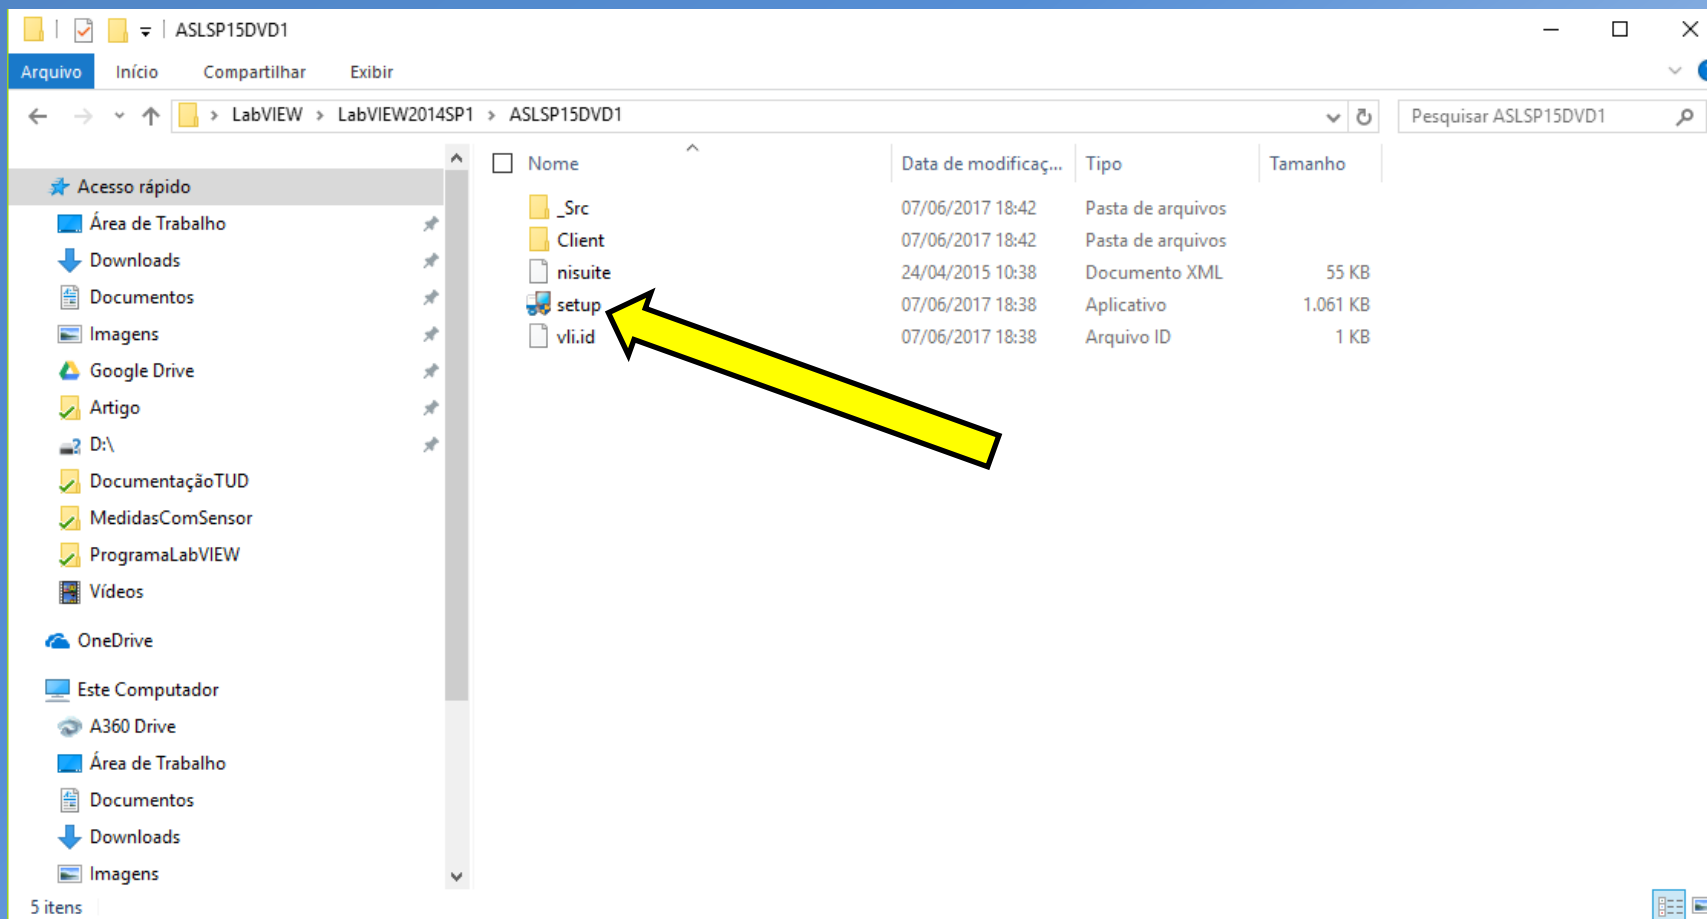 ASLSP15DVD1
Arquivo Início Compartilhar Exibir
LabVIEW > LabVIEW2014SP1 > ASLSP15DVD1 Pesquisar ASLSP15DVD1
Acesso rápido
Área de Trabalho
Downloads
Documentos
Imagens
Google Drive
Artigo
D:\
DocumentaçãoTUD
MedidasComSensor
ProgramaLabVIEW
Vídeos
OneDrive
Este Computador
A360 Drive
Área de Trabalho
Documentos
Downloads
Imagens
Nome Data de modificaç... Tipo Tamanho
_Src 07/06/2017 18:42 Pasta de arquivos
Client 07/06/2017 18:42 Pasta de arquivos
nisuite 24/04/2015 10:38 Documento XML 55 KB
setup 07/06/2017 18:38 Aplicativo 1.061 KB
vli.id 07/06/2017 18:38 Arquivo ID 1 KB
5 itens